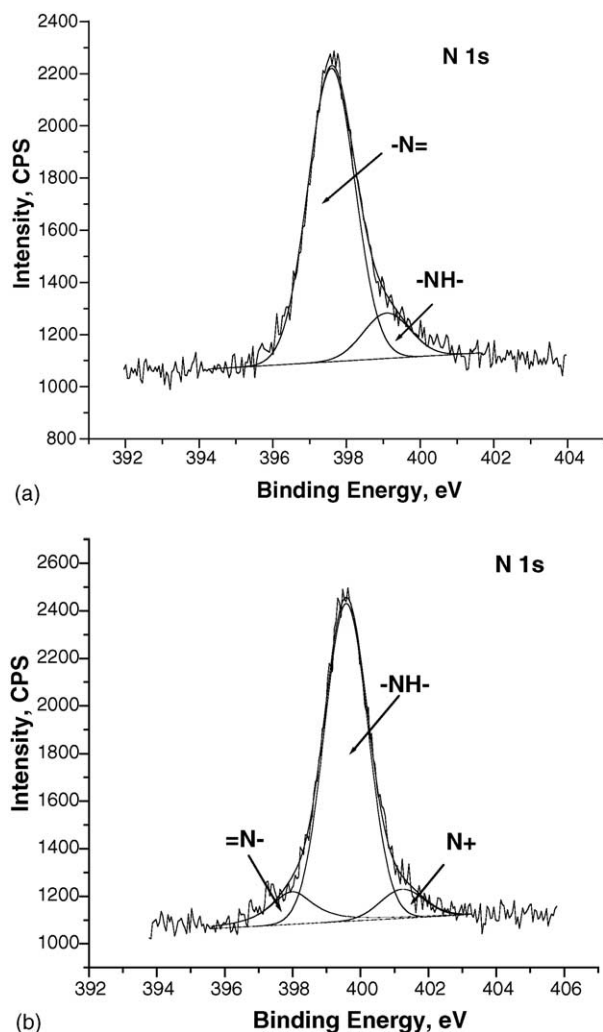 2400
N 1s
2200
2000
-N=
1800
Intensity, CPS
1600
1400
-NH-
1200
1000
800
392 394 396 398 400 402 404
(a)
Binding Energy, eV
2600
N 1s
2400
2200
-NH-
2000
Intensity, CPS
1800
1600
1400
=N- N+
1200
1000
392 394 396 398 400 402 404 406
(b)
Binding Energy, eV